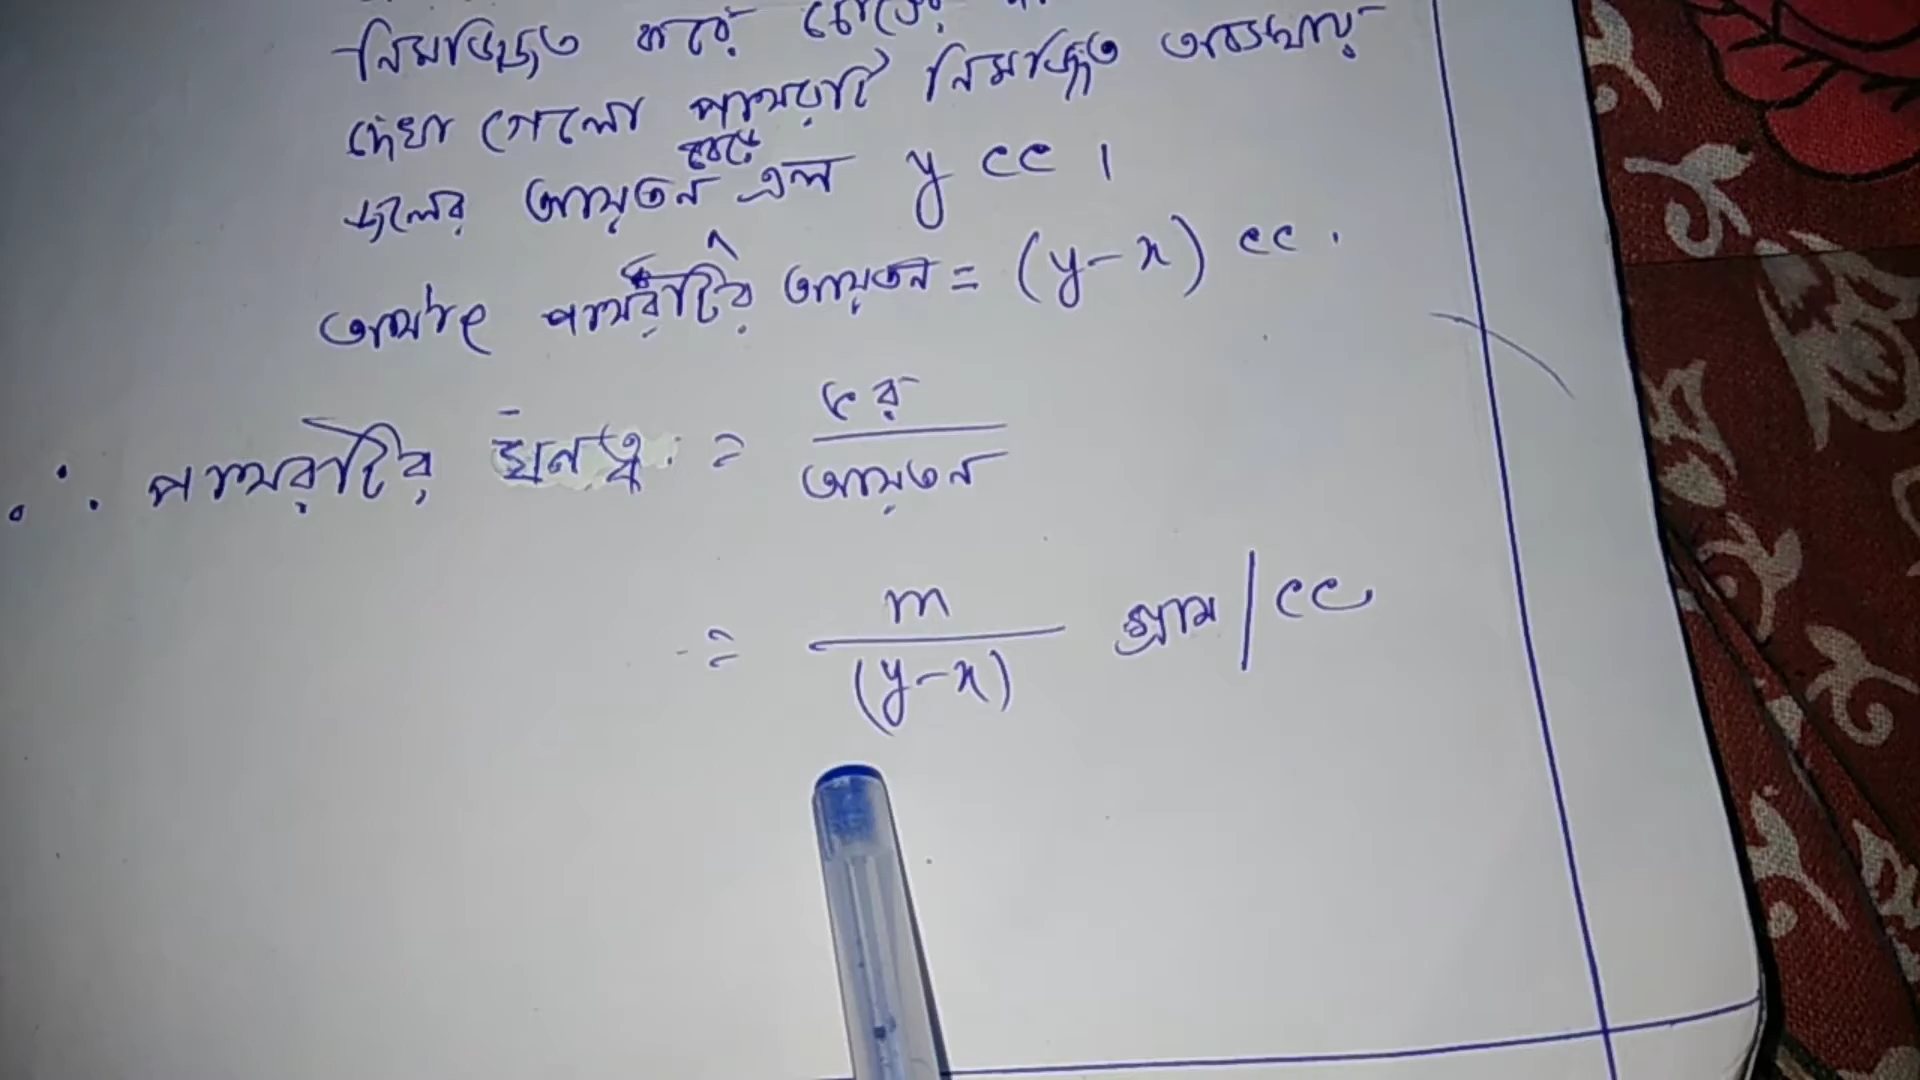 নিমজ্জিত করে
দেখা গেলো পাথরটি নিমজ্জিত অবস্থায়
জলের আয়তন হয়ে এল y cc ।
অর্থাৎ পাথরটির আয়তন = (y-x) cc .
∴ পাথরটির ঘনত্ব = ভর / আয়তন
= m / (y-x) গ্রাম / cc